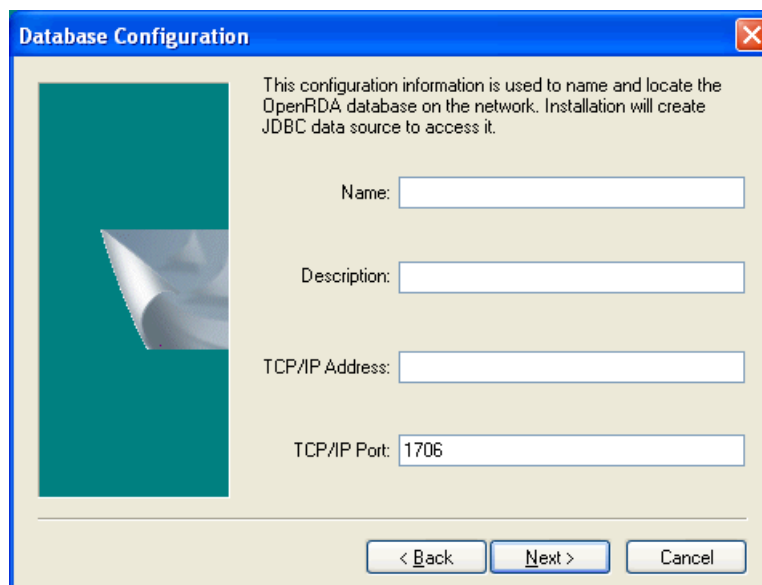 Database Configuration
This configuration information is used to name and locate the
OpenRDA database on the network. Installation will create
JDBC data source to access it.
Name:
Description:
TCP/IP Address:
TCP/IP Port: 1706
< Back
Next >
Cancel